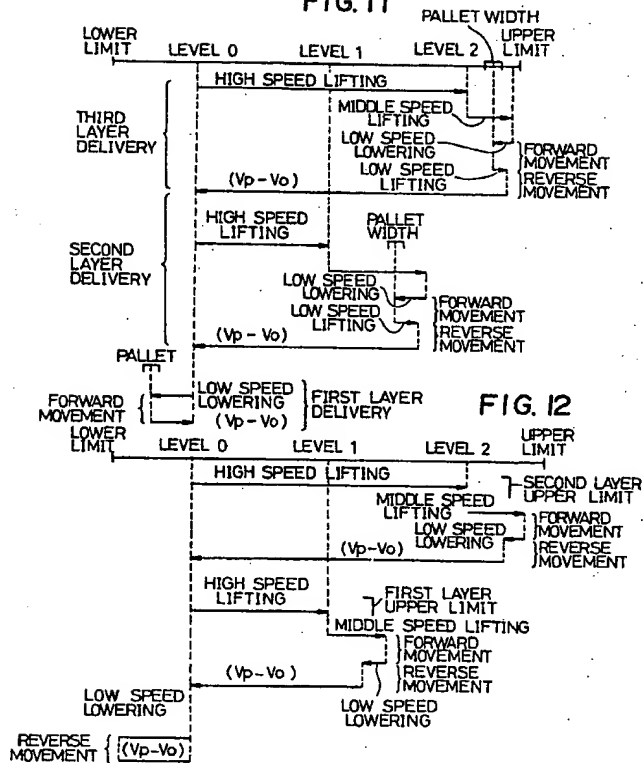 FIG. 11
PALLET WIDTH
LOWER LIMIT
LEVEL 0
LEVEL 1
LEVEL 2
UPPER LIMIT
HIGH SPEED LIFTING
MIDDLE SPEED LIFTING
THIRD LAYER DELIVERY
LOW SPEED LOWERING
FORWARD MOVEMENT
LOW SPEED LIFTING
REVERSE MOVEMENT
(Vp-Vo)
HIGH SPEED LIFTING
PALLET WIDTH
SECOND LAYER DELIVERY
LOW SPEED LOWERING
FORWARD MOVEMENT
LOW SPEED LIFTING
REVERSE MOVEMENT
(Vp-Vo)
PALLET
LOW SPEED LOWERING
FIRST LAYER DELIVERY
FORWARD MOVEMENT
(Vp-Vo)
FIG. 12
LOWER LIMIT
LEVEL 0
LEVEL 1
LEVEL 2
UPPER LIMIT
HIGH SPEED LIFTING
SECOND LAYER UPPER LIMIT
MIDDLE SPEED LIFTING
FORWARD MOVEMENT
LOW SPEED LOWERING
(Vp-Vo)
REVERSE MOVEMENT
HIGH SPEED LIFTING
FIRST LAYER UPPER LIMIT
MIDDLE SPEED LIFTING
FORWARD MOVEMENT
(Vp-Vo)
REVERSE MOVEMENT
LOW SPEED LOWERING
LOW SPEED LOWERING
REVERSE MOVEMENT
(Vp-Vo)